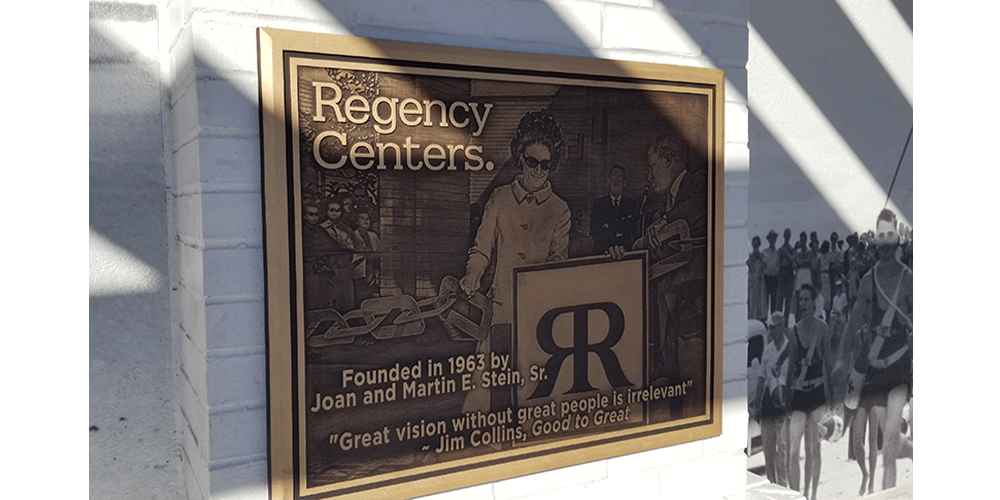 Regency
Centers.
RR
Founded in 1963 by
Joan and Martin E. Stein, Sr.
"Great vision without great people is irrelevant"
~ Jim Collins, Good to Great